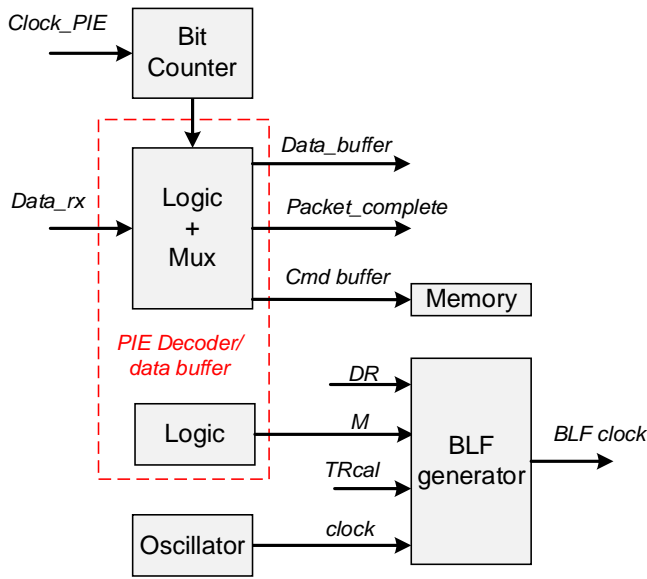 Clock_PIE
Bit
Counter
Data_buffer
Data_rx
Logic
+
Mux
Packet_complete
Cmd buffer
Memory
PIE Decoder/
data buffer
DR
Logic
M
BLF
generator
BLF clock
TRcal
Oscillator
clock